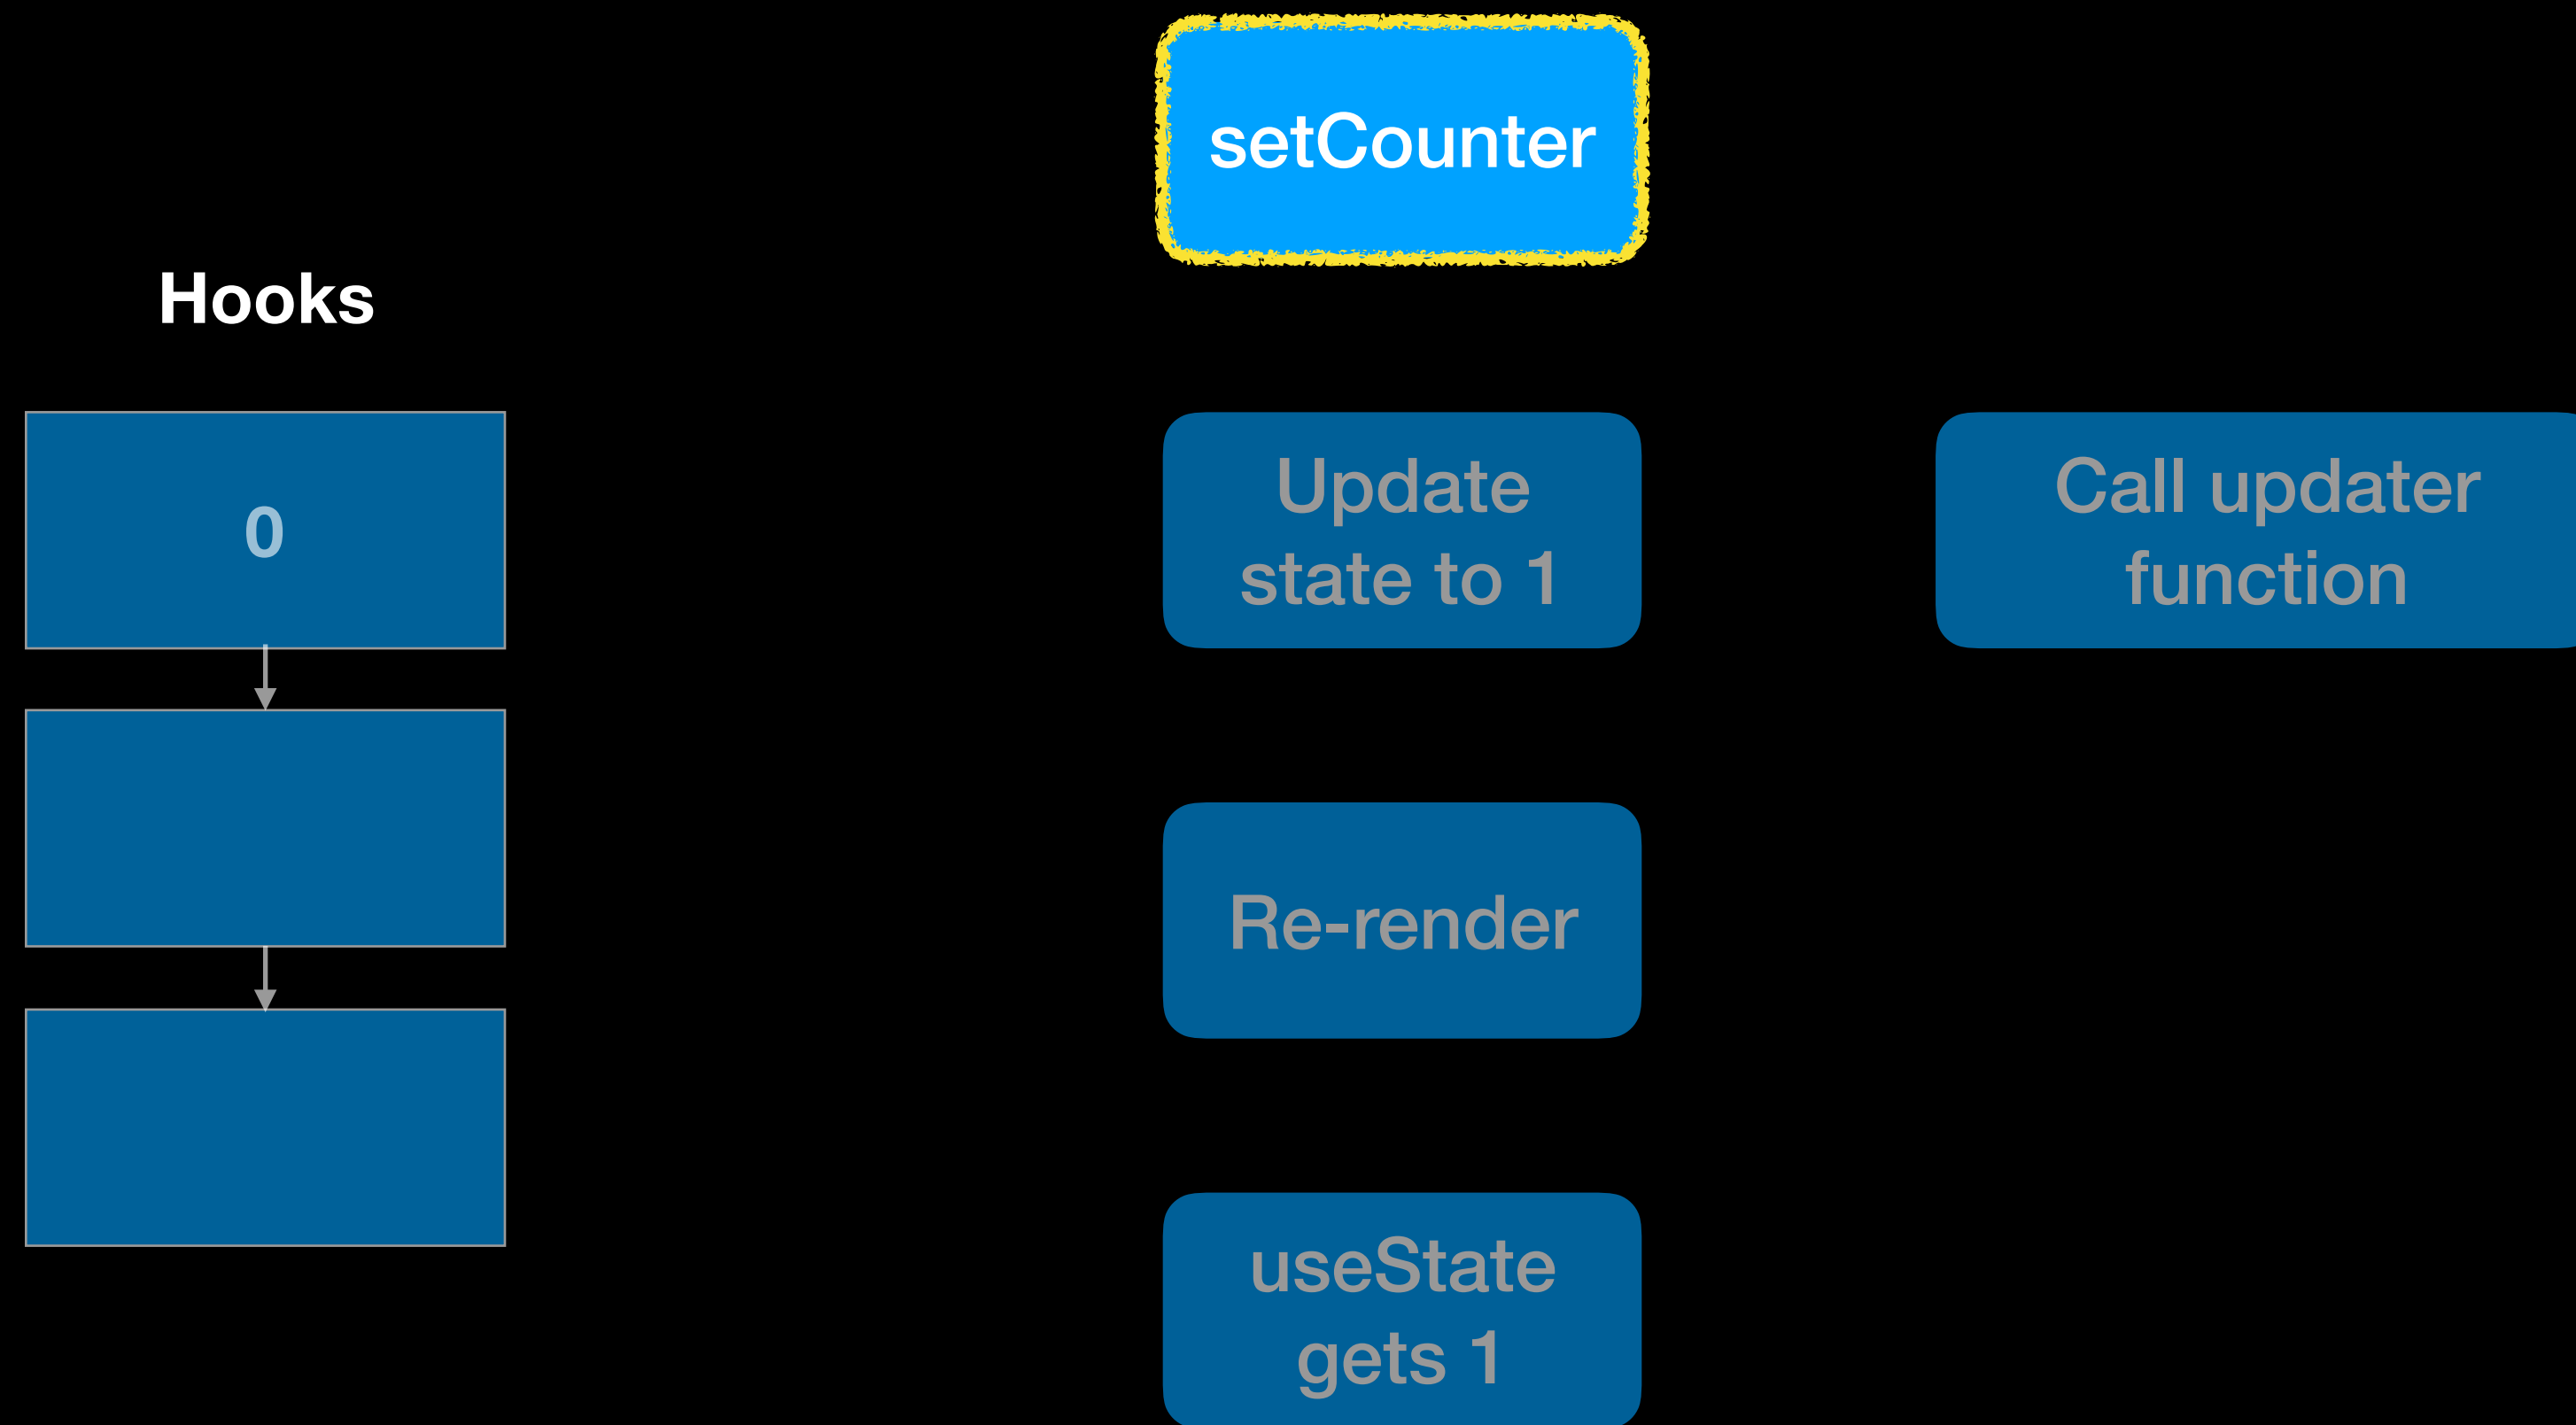 setCounter
Hooks
0
Update
state to 1
Call updater
function
Re-render
useState
gets 1